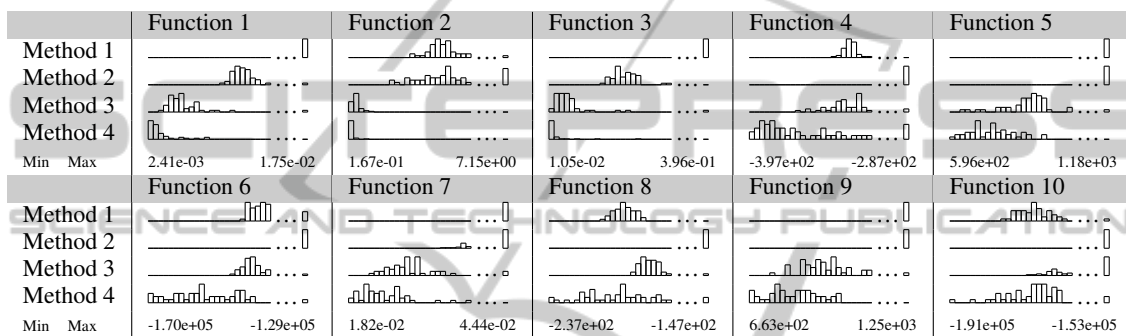 Function 1 Function 2 Function 3 Function 4 Function 5
Method 1
Method 2
Method 3
Method 4
Min Max 2.41e-03 1.75e-02 1.67e-01 7.15e+00 1.05e-02 3.96e-01 -3.97e+02 -2.87e+02 5.96e+02 1.18e+03
Function 6 Function 7 Function 8 Function 9 Function 10
Method 1
Method 2
Method 3
Method 4
Min Max -1.70e+05 -1.29e+05 1.82e-02 4.44e-02 -2.37e+02 -1.47e+02 6.63e+02 1.25e+03 -1.91e+05 -1.53e+05
SCITEPRESS
SCIENCE AND TECHNOLOGY PUBLICATIONS